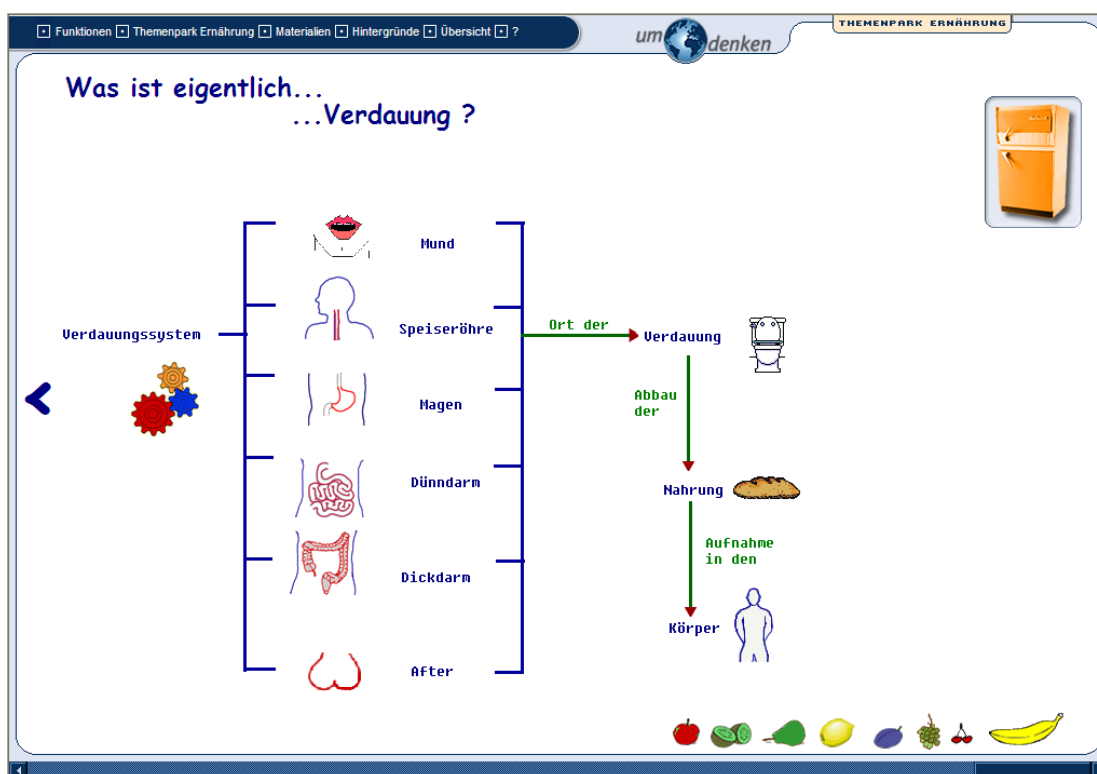 Funktionen Themenpark Ernährung Materialien Hintergründe Übersicht ?
um denken
THEMENPARK ERNÄHRUNG
Was ist eigentlich...
...Verdauung ?
Mund
Speiseröhre
Ort der
Verdauungssystem
Verdauung
Abbau
der
Magen
Dünndarm
Nahrung
Aufnahme
in den
Dickdarm
Körper
After